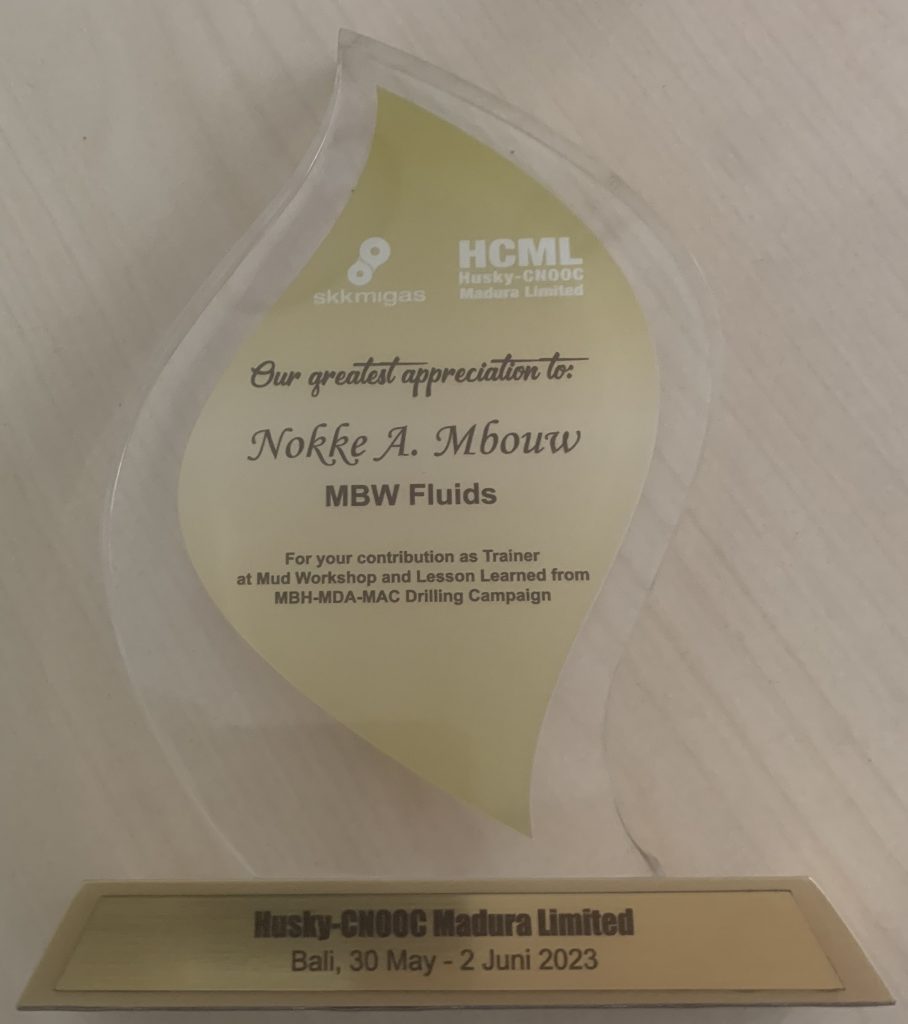 skkmigas
HCML
Husky-CNOOC
Madura Limited
Our greatest appreciation to:
Nokke A. Mbouw
MBW Fluids
For your contribution as Trainer
at Mud Workshop and Lesson Learned from
MBH-MDA-MAC Drilling Campaign
Husky-CNOOC Madura Limited
Bali, 30 May - 2 Juni 2023